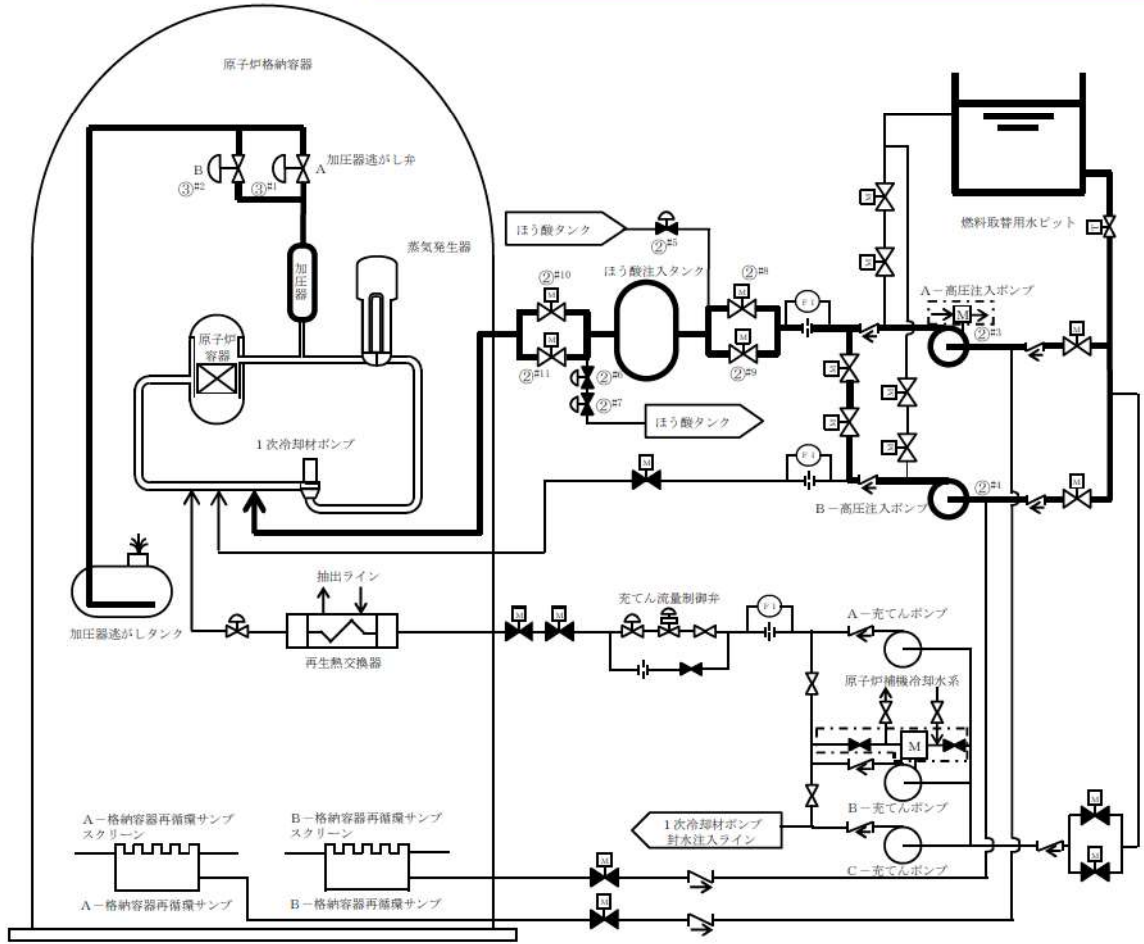 原子炉格納容器
加圧器逃がし弁
B
A
③#2
③#1
加圧器
蒸気発生器
原子炉
容器
1次冷却材ポンプ
加圧器逃がしタンク
ほう酸タンク
②#5
ほう酸注入タンク
②#10
②#8
M
M
FI
②#11
②#9
M
M
②#6
②#7
ほう酸タンク
燃料取替用水ピット
M
M
M
A-高圧注入ポンプ
M
②#3
M
M
M
M
M
FI
M
②#4
M
B-高圧注入ポンプ
抽出ライン
再生熱交換器
M
M
充てん流量制御弁
FI
A-充てんポンプ
原子炉補機冷却水系
M
B-充てんポンプ
1次冷却材ポンプ
封水注入ライン
C-充てんポンプ
M
M
A-格納容器再循環サンプ
スクリーン
B-格納容器再循環サンプ
スクリーン
M
A-格納容器再循環サンプ
B-格納容器再循環サンプ
M